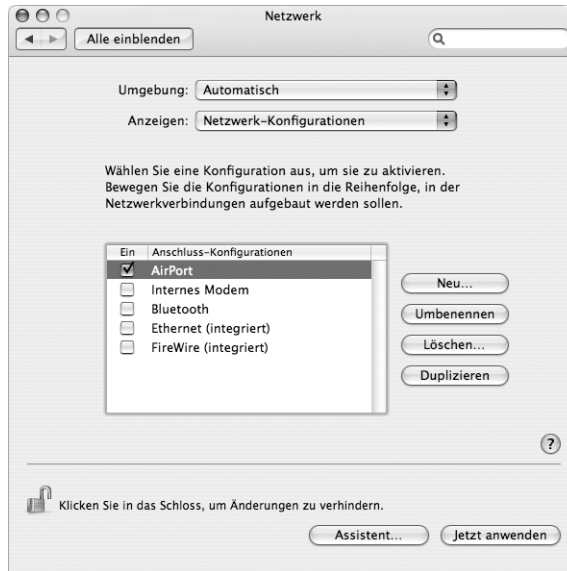 Netzwerk
Alle einblenden
Umgebung: Automatisch
Anzeigen: Netzwerk-Konfigurationen
Wählen Sie eine Konfiguration aus, um sie zu aktivieren.
Bewegen Sie die Konfigurationen in die Reihenfolge, in der
Netzwerkverbindungen aufgebaut werden sollen.
Ein Anschluss-Konfigurationen
AirPort
Internes Modem
Bluetooth
Ethernet (integriert)
FireWire (integriert)
Neu...
Umbenennen
Löschen...
Duplizieren
?
Klicken Sie in das Schloss, um Änderungen zu verhindern.
Assistent... Jetzt anwenden